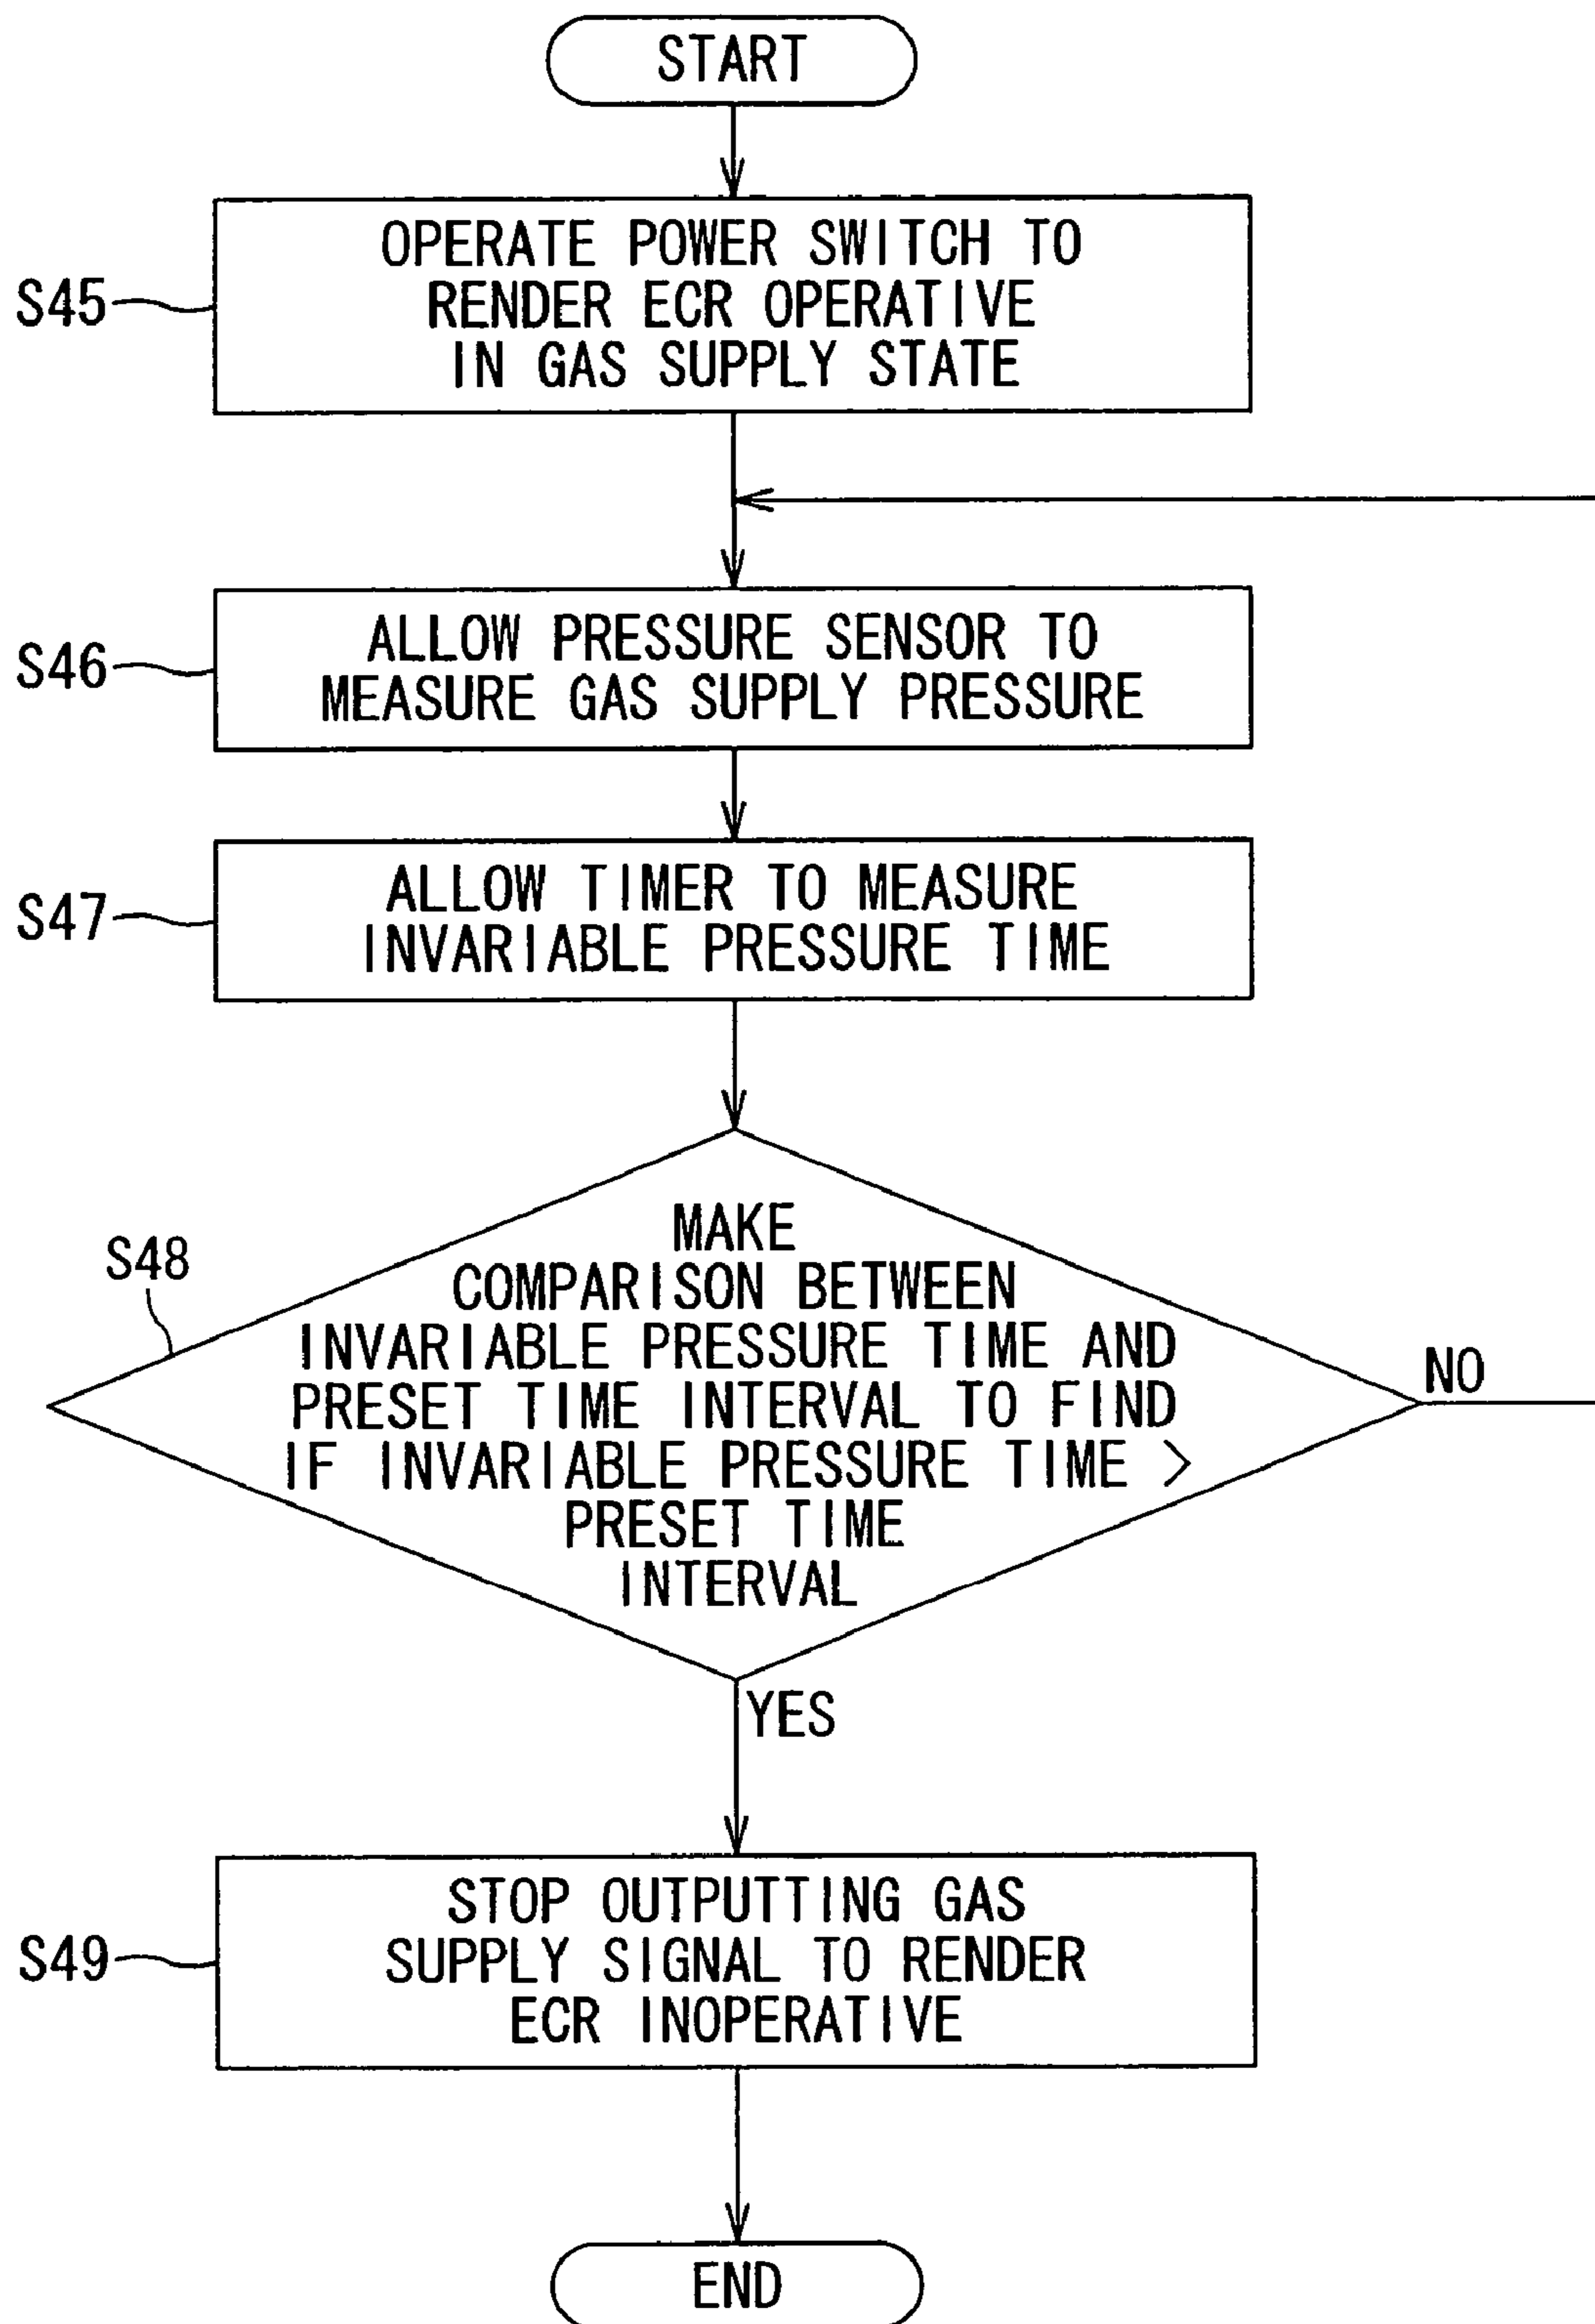 START
S45
OPERATE POWER SWITCH TO
RENDER ECR OPERATIVE
IN GAS SUPPLY STATE
S46
ALLOW PRESSURE SENSOR TO
MEASURE GAS SUPPLY PRESSURE
S47
ALLOW TIMER TO MEASURE
INVARIABLE PRESSURE TIME
S48
MAKE
COMPARISON BETWEEN
INVARIABLE PRESSURE TIME AND
PRESET TIME INTERVAL TO FIND
IF INVARIABLE PRESSURE TIME >
PRESET TIME
INTERVAL
NO
YES
S49
STOP OUTPUTTING GAS
SUPPLY SIGNAL TO RENDER
ECR INOPERATIVE
END